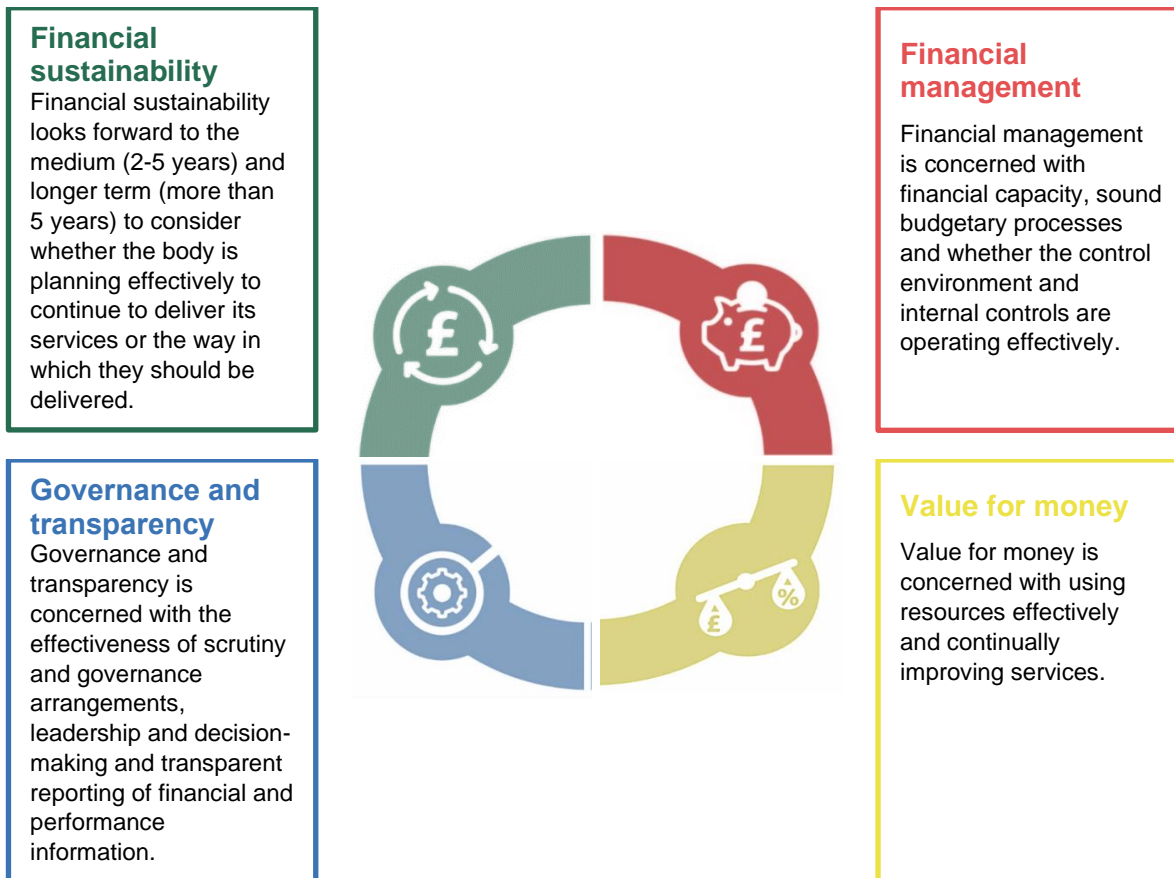 Financial
sustainability
Financial sustainability
looks forward to the
medium (2-5 years) and
longer term (more than
5 years) to consider
whether the body is
planning effectively to
continue to deliver its
services or the way in
which they should be
delivered.
Financial
management
Financial management
is concerned with
financial capacity, sound
budgetary processes
and whether the control
environment and
internal controls are
operating effectively.
£
£
Governance and
transparency
Governance and
transparency is
concerned with the
effectiveness of scrutiny
and governance
arrangements,
leadership and decision-
making and transparent
reporting of financial and
performance
information.
Value for money
Value for money is
concerned with using
resources effectively
and continually
improving services.
%
£